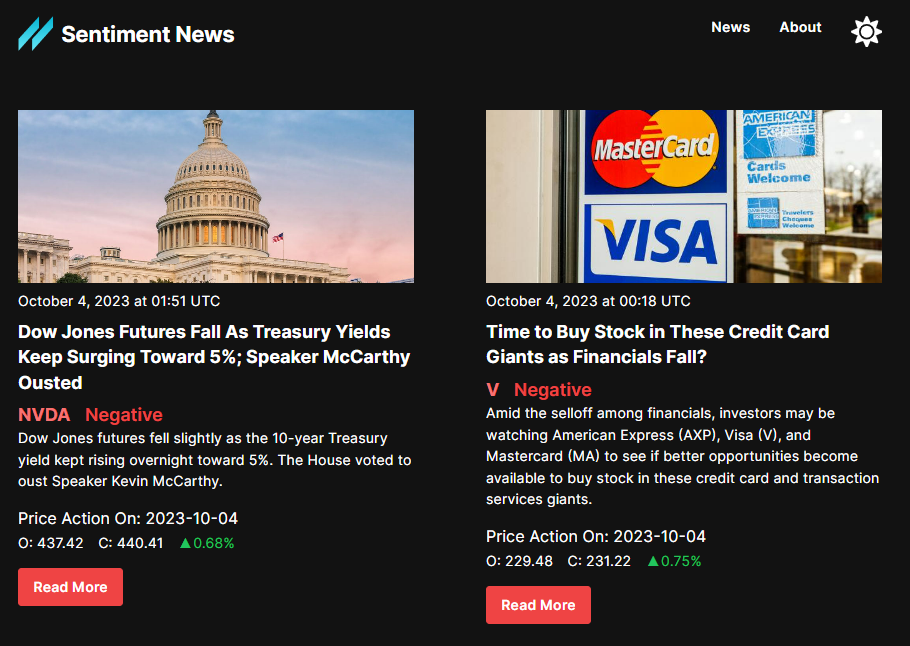 Sentiment News
News
About
MasterCard
VISA
AMERICAN
EXPRESS
Cards
Welcome
AMERICAN
EXPRESS
Travelers
Cheques
Welcome
October 4, 2023 at 01:51 UTC
Dow Jones Futures Fall As Treasury Yields
Keep Surging Toward 5%; Speaker McCarthy
Ousted
NVDA Negative
Dow Jones futures fell slightly as the 10-year Treasury
yield kept rising overnight toward 5%. The House voted to
oust Speaker Kevin McCarthy.
Price Action On: 2023-10-04
O: 437.42 C: 440.41 ▲0.68%
Read More
October 4, 2023 at 00:18 UTC
Time to Buy Stock in These Credit Card
Giants as Financials Fall?
V Negative
Amid the selloff among financials, investors may be
watching American Express (AXP), Visa (V), and
Mastercard (MA) to see if better opportunities become
available to buy stock in these credit card and transaction
services giants.
Price Action On: 2023-10-04
O: 229.48 C: 231.22 ▲0.75%
Read More